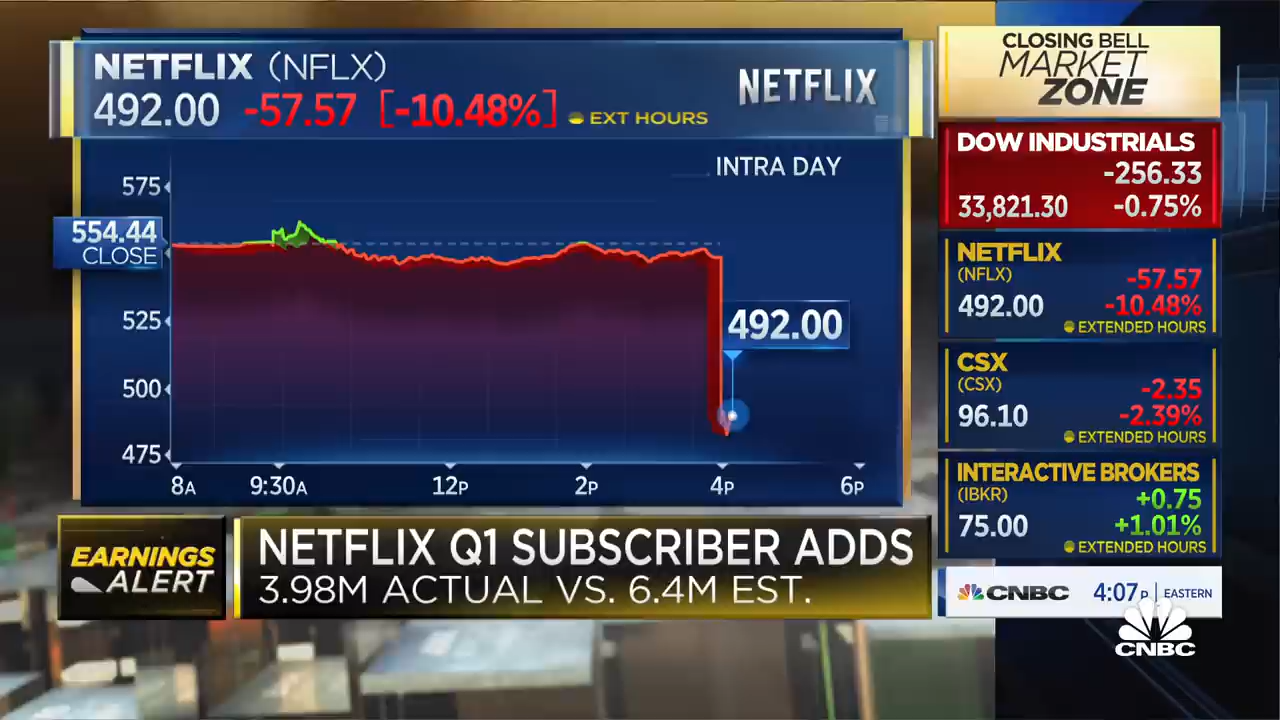 NETFLIX (NFLX)
492.00 -57.57 [-10.48%] EXT HOURS
NETFLIX
INTRA DAY
575
554.44
CLOSE
525
500
475
492.00
8A 9:30A 12P 2P 4P 6P
EARNINGS
ALERT
NETFLIX Q1 SUBSCRIBER ADDS
3.98M ACTUAL VS. 6.4M EST.
CLOSING BELL
MARKET
ZONE
DOW INDUSTRIALS
-256.33
33,821.30 -0.75%
NETFLIX
(NFLX) -57.57
492.00 -10.48%
EXTENDED HOURS
CSX
(CSX) -2.35
96.10 -2.39%
EXTENDED HOURS
INTERACTIVE BROKERS
(IBKR) +0.75
75.00 +1.01%
EXTENDED HOURS
CNBC 4:07P | EASTERN
CNBC